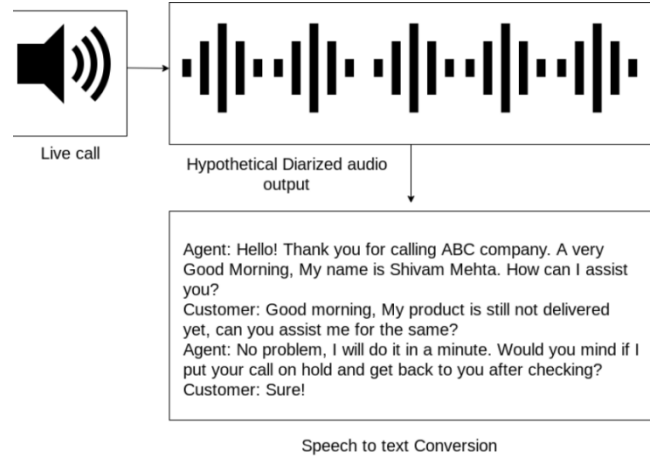 Live call
Hypothetical Diarized audio
output
Agent: Hello! Thank you for calling ABC company. A very
Good Morning, My name is Shivam Mehta. How can I assist
you?
Customer: Good morning, My product is still not delivered
yet, can you assist me for the same?
Agent: No problem, I will do it in a minute. Would you mind if I
put your call on hold and get back to you after checking?
Customer: Sure!
Speech to text Conversion